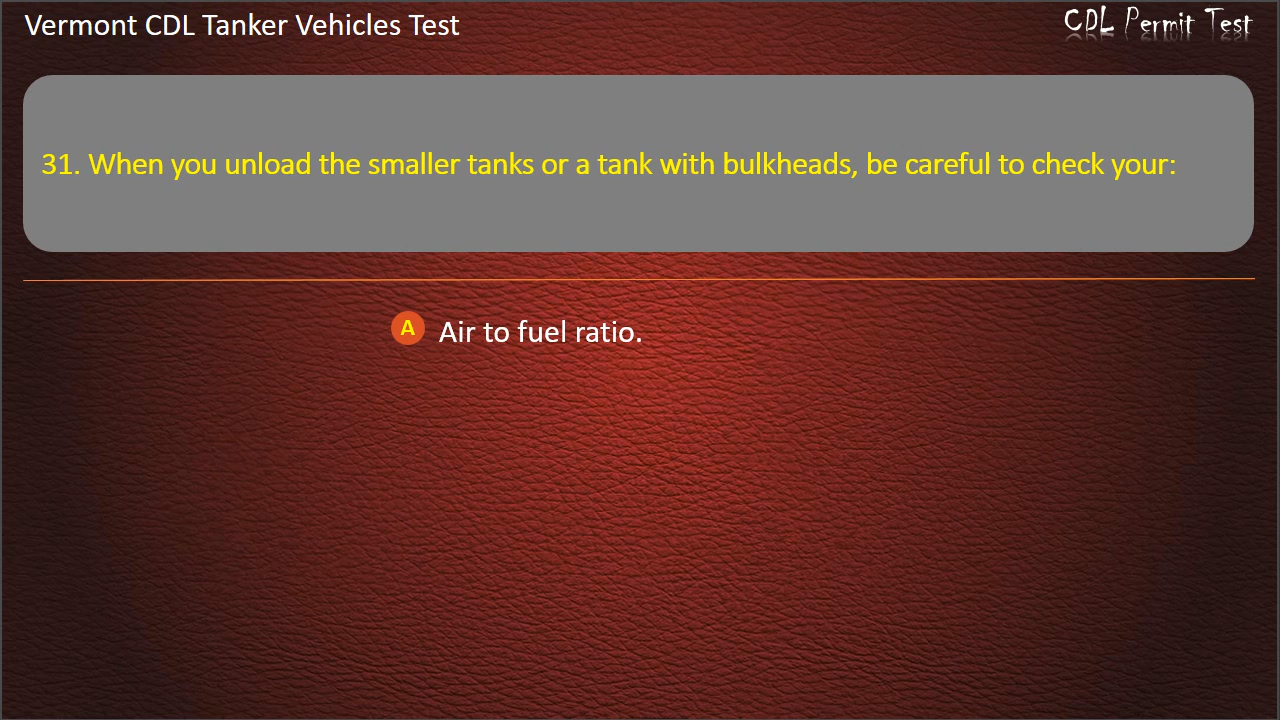 Vermont CDL Tanker Vehicles Test
CDL Permit Test
31. When you unload the smaller tanks or a tank with bulkheads, be careful to check your:
A Air to fuel ratio.